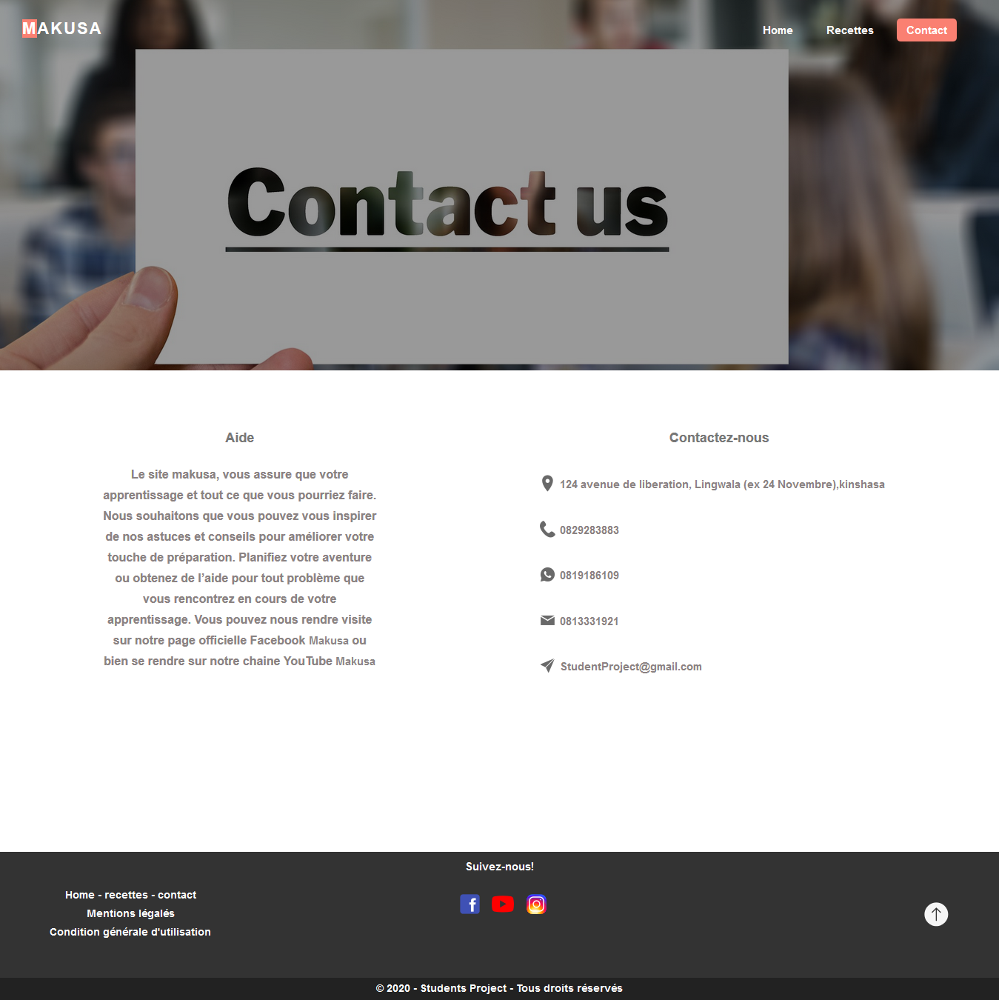 MAKUSA
Home
Recettes
Contact
Contact us
Aide
Le site makusa, vous assure que votre
apprentissage et tout ce que vous pourriez faire.
Nous souhaitons que vous pouvez vous inspirer
de nos astuces et conseils pour améliorer votre
touche de préparation. Planifiez votre aventure
ou obtenez de l’aide pour tout problème que
vous rencontrez en cours de votre
apprentissage. Vous pouvez nous rendre visite
sur notre page officielle Facebook Makusa ou
bien se rendre sur notre chaine YouTube Makusa
Contactez-nous
124 avenue de liberation, Lingwala (ex 24 Novembre),kinshasa
0829283883
0819186109
0813331921
StudentProject@gmail.com
Home - recettes - contact
Mentions légalés
Condition générale d'utilisation
Suivez-nous!
© 2020 - Students Project - Tous droits réservés